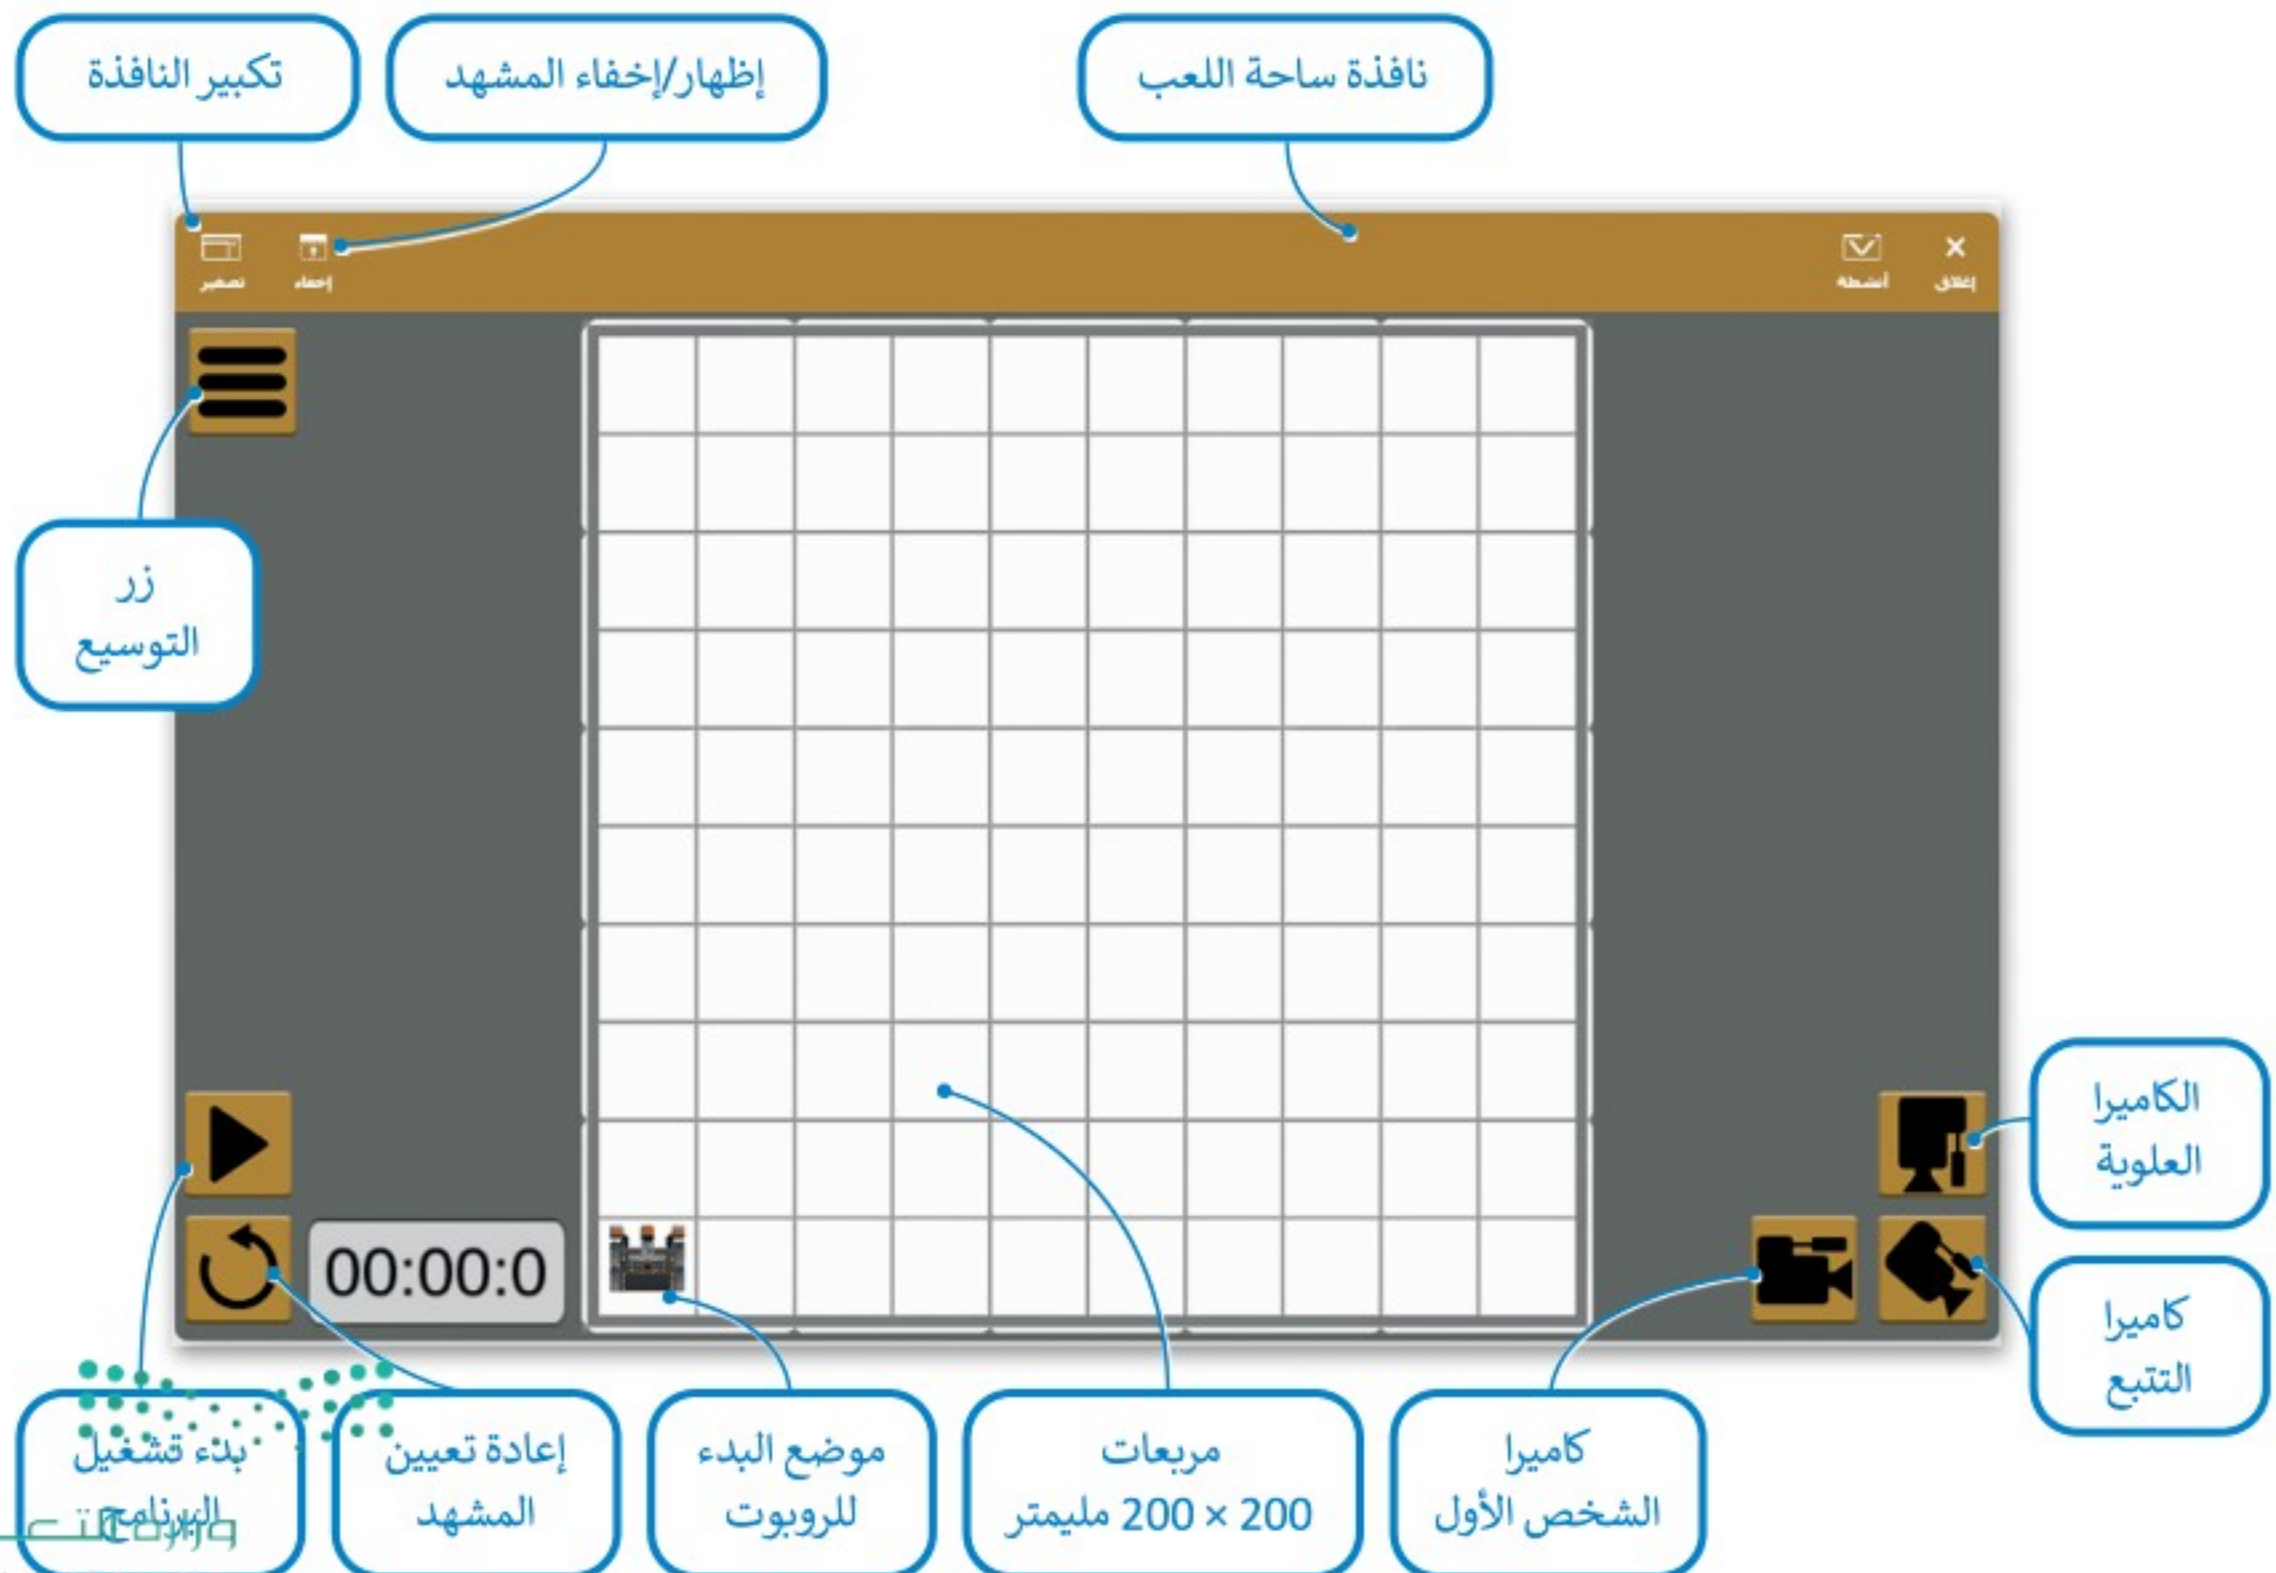 نافذة ساحة اللعب
إظهار/إخفاء المشهد
تكبير النافذة
إغلاق
أنشطة
إخفاء
تصغير
زر
التوسيع
00:00:0
الكاميرا
العلوية
كاميرا
التتبع
كاميرا
الشخص الأول
مربعات
200 × 200 مليمتر
موضع البدء
للروبوت
إعادة تعيين
المشهد
بدء تشغيل
البرنامج